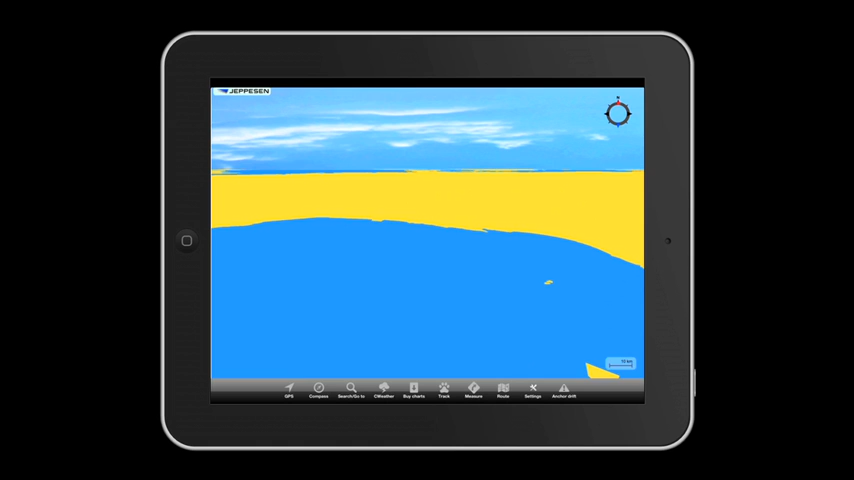 JEPPESEN
N
GPS Compass Search/Go to CWeather Buy charts Track Measure Route Settings Anchor drift